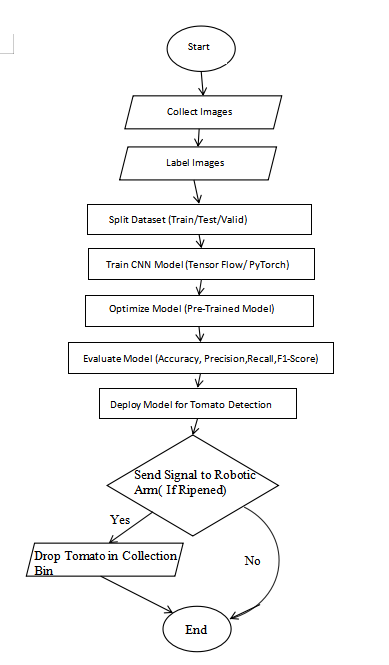 Start
Collect Images
Label Images
Split Dataset (Train/Test/Valid)
Train CNN Model (Tensor Flow/ PyTorch)
Optimize Model (Pre-Trained Model)
Evaluate Model (Accuracy, Precision,Recall,F1-Score)
Deploy Model for Tomato Detection
Send Signal to Robotic
Arm( If Ripened)
Yes
Drop Tomato in Collection
Bin
No
End